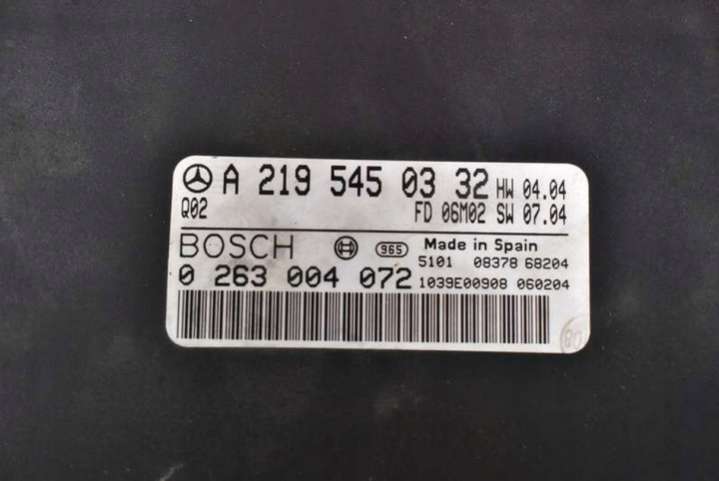 A 219 545 03 32 HW 04.04
Q02 FD 06M02 SW 07.04
BOSCH 965 Made in Spain
5101 08378 68204
0 263 004 072 1039E00908 060204
80